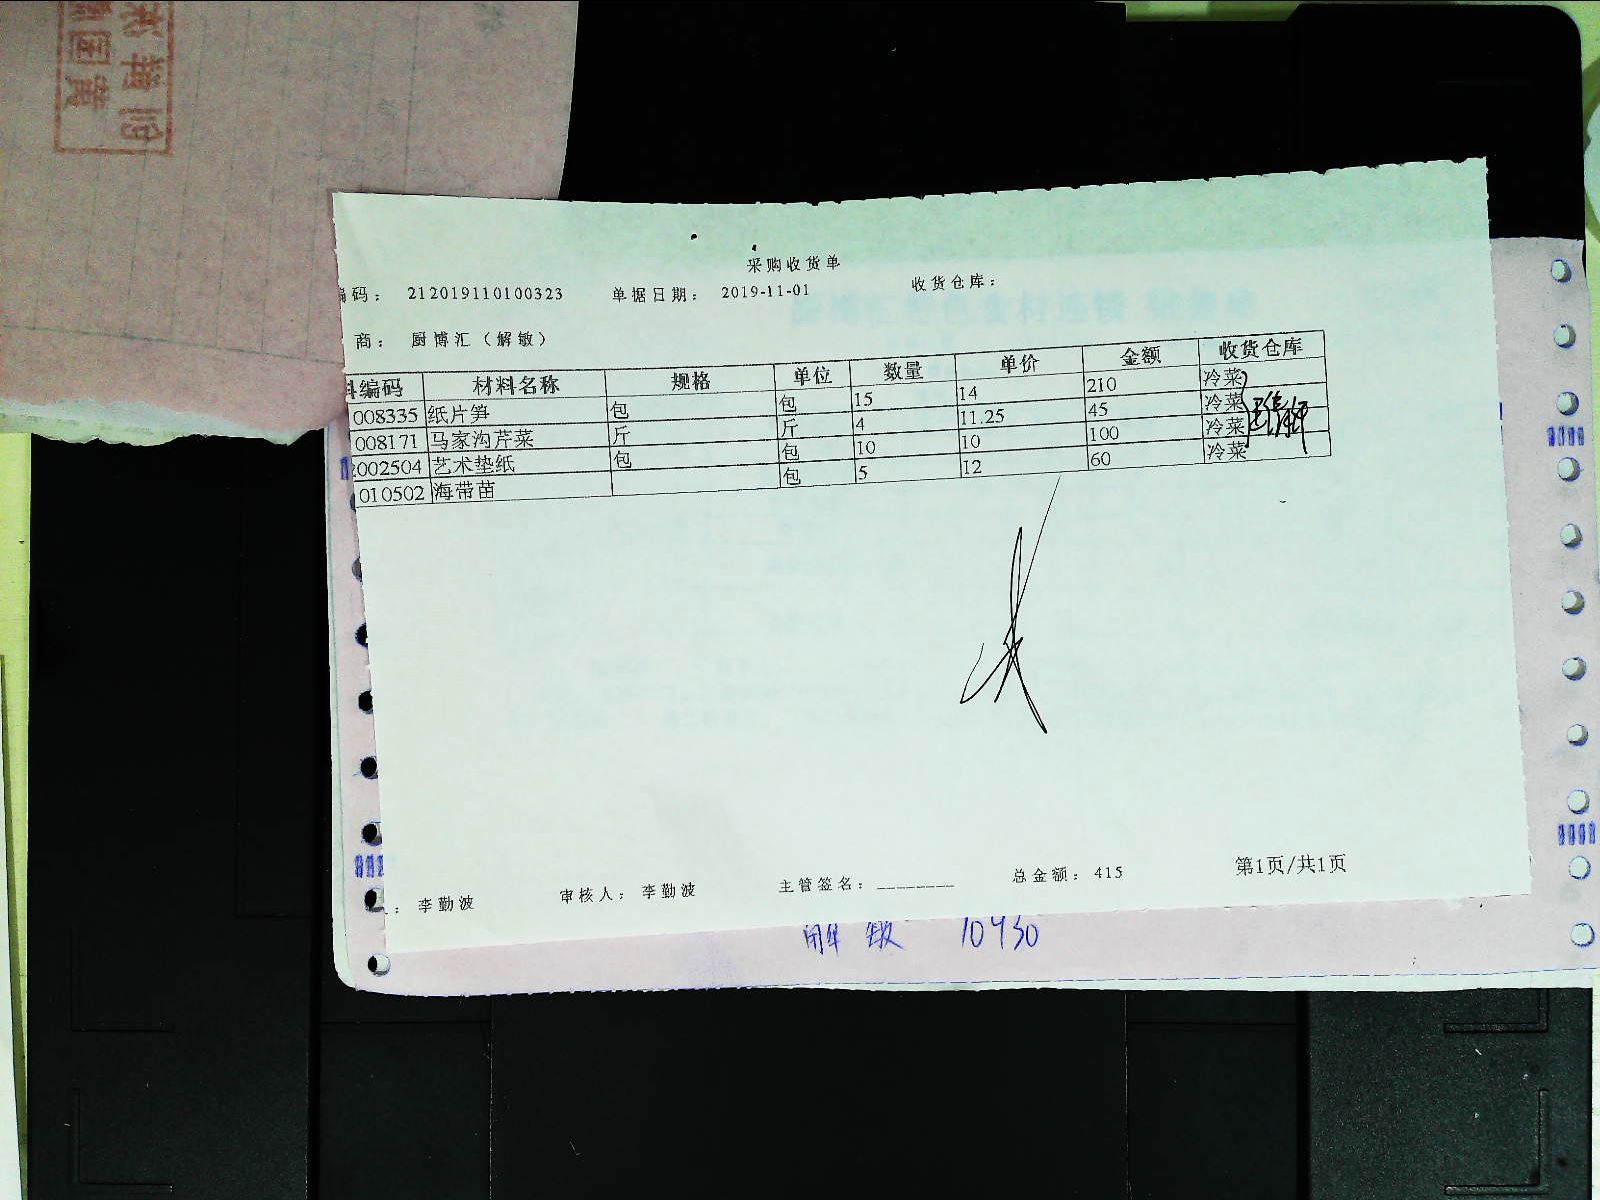 采购收货单
编码： 212019110100323 单据日期： 2019-11-01 收货仓库：
商： 厨博汇（解敏）
料编码 材料名称 规格 单位 数量 单价 金额 收货仓库
008335 纸片笋 包 包 15 14 210 冷菜
008171 马家沟芹菜 斤 斤 4 11.25 45 冷菜
002504 艺术垫纸 包 包 10 10 100 冷菜
010502 海带苗 包 5 12 60 冷菜
： 李勤波 审核人： 李勤波 主管签名：________ 总金额： 415 第1页/共1页
解敏 10430